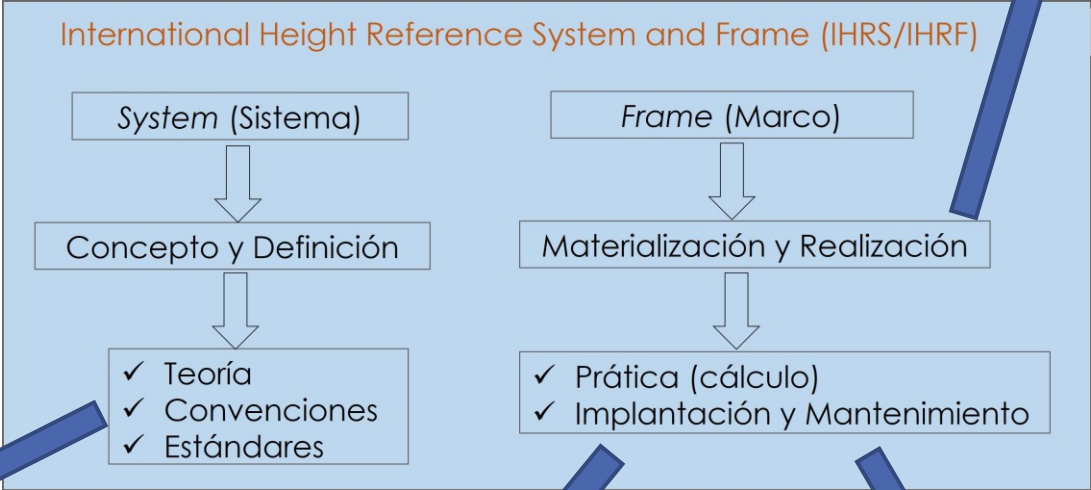 International Height Reference System and Frame (IHRS/IHRF)
System (Sistema)
Concepto y Definición
✓ Teoría
✓ Convenciones
✓ Estándares
Frame (Marco)
Materialización y Realización
✓ Prática (cálculo)
✓ Implantación y Mantenimiento